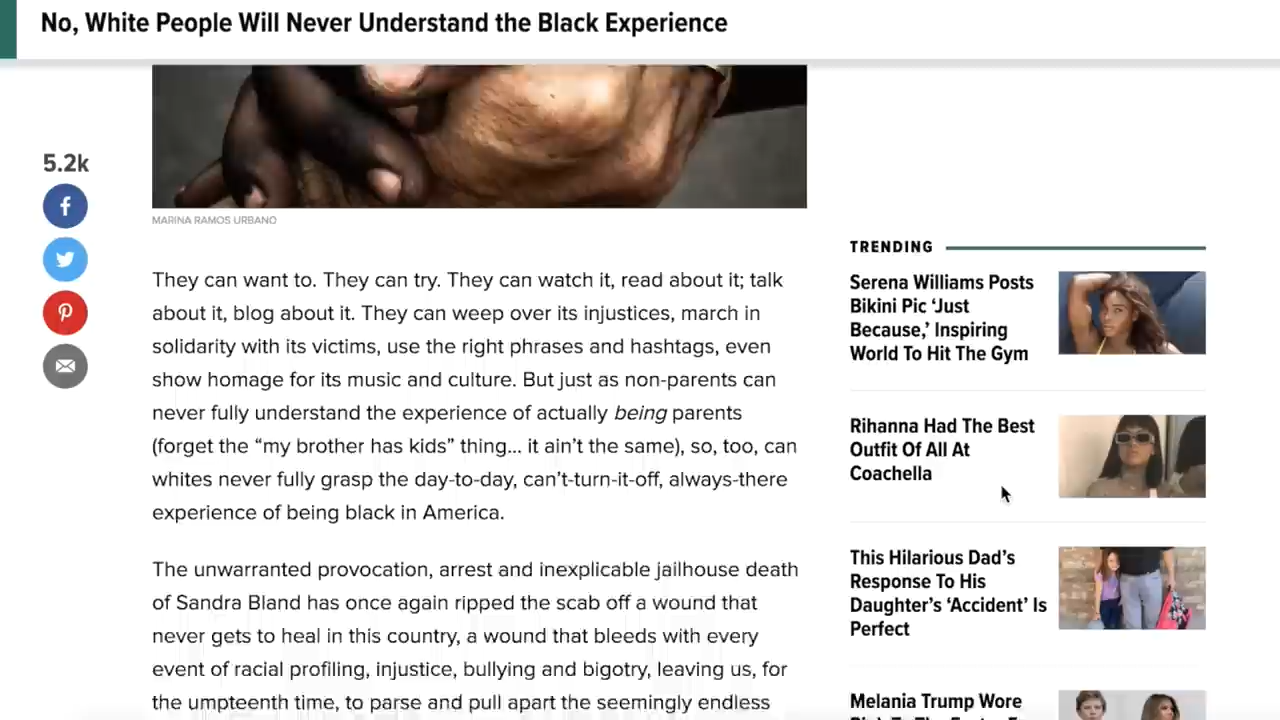 No, White People Will Never Understand the Black Experience
5.2k
MARINA RAMOS URBANO
They can want to. They can try. They can watch it, read about it; talk
about it, blog about it. They can weep over its injustices, march in
solidarity with its victims, use the right phrases and hashtags, even
show homage for its music and culture. But just as non-parents can
never fully understand the experience of actually being parents
(forget the “my brother has kids” thing... it ain’t the same), so, too, can
whites never fully grasp the day-to-day, can’t-turn-it-off, always-there
experience of being black in America.
The unwarranted provocation, arrest and inexplicable jailhouse death
of Sandra Bland has once again ripped the scab off a wound that
never gets to heal in this country, a wound that bleeds with every
event of racial profiling, injustice, bullying and bigotry, leaving us, for
the umpteenth time, to parse and pull apart the seemingly endless
TRENDING
Serena Williams Posts
Bikini Pic ‘Just
Because,’ Inspiring
World To Hit The Gym
Rihanna Had The Best
Outfit Of All At
Coachella
This Hilarious Dad’s
Response To His
Daughter’s ‘Accident’ Is
Perfect
Melania Trump Wore